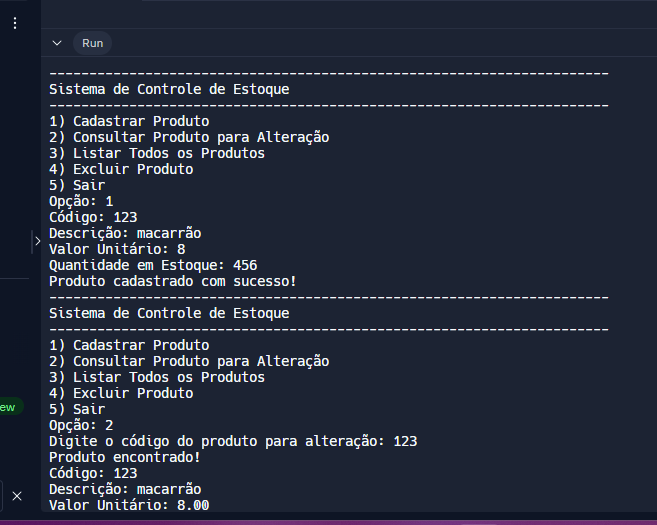 Run
----------------------------------------------------------------------
Sistema de Controle de Estoque
----------------------------------------------------------------------
1) Cadastrar Produto
2) Consultar Produto para Alteração
3) Listar Todos os Produtos
4) Excluir Produto
5) Sair
Opção: 1
Código: 123
Descrição: macarrão
Valor Unitário: 8
Quantidade em Estoque: 456
Produto cadastrado com sucesso!
----------------------------------------------------------------------
Sistema de Controle de Estoque
----------------------------------------------------------------------
1) Cadastrar Produto
2) Consultar Produto para Alteração
3) Listar Todos os Produtos
4) Excluir Produto
5) Sair
ew
Opção: 2
Digite o código do produto para alteração: 123
Produto encontrado!
Código: 123
Descrição: macarrão
Valor Unitário: 8.00